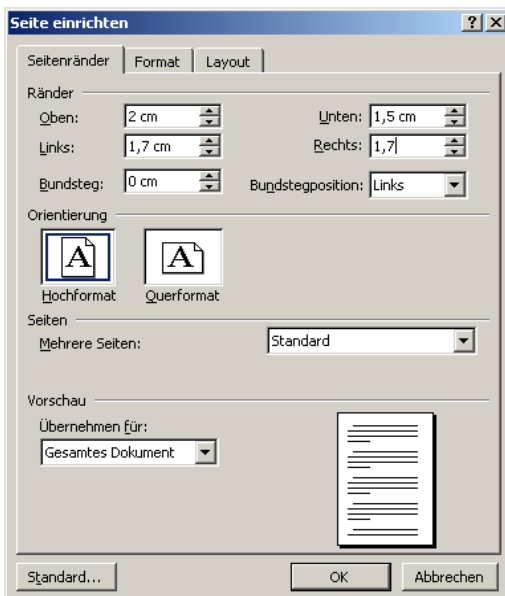 Seite einrichten
Seitenränder Format Layout
Ränder
Oben: 2 cm Unten: 1,5 cm
Links: 1,7 cm Rechts: 1,7
Bundsteg: 0 cm Bundstegposition: Links
Orientierung
A A
Hochformat Querformat
Seiten
Mehrere Seiten: Standard
Vorschau
Übernehmen für:
Gesamtes Dokument
Standard... OK Abbrechen